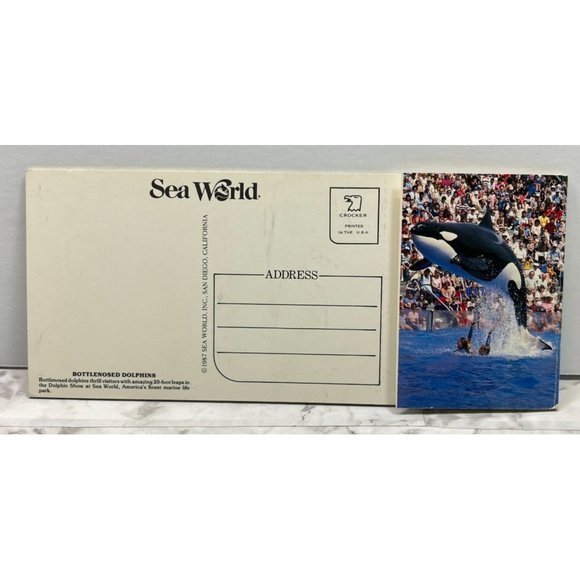 Sea World®
CROCKER
PRINTED
IN THE U.S.A
ADDRESS
© 1987 SEA WORLD, INC., SAN DIEGO, CALIFORNIA
BOTTLENOSED DOLPHINS
Bottlenosed dolphins thrill visitors with amazing 20-foot leaps in
the Dolphin Show at Sea World, America's finest marine life
park.